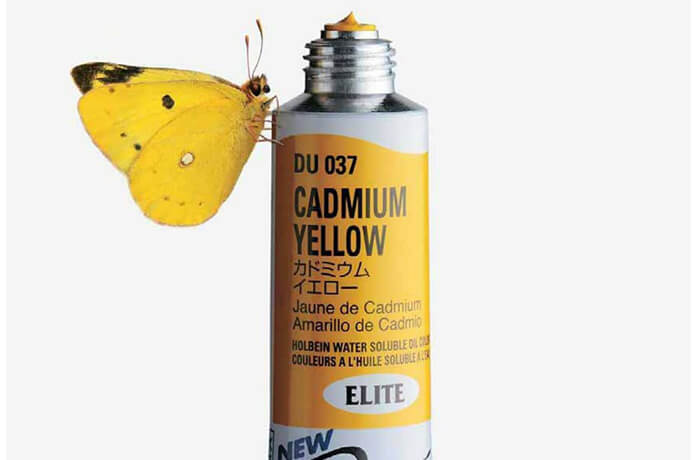 DU 037
CADMIUM
YELLOW
カドミウム
イエロー
Jaune de Cadmium
Amarillo de Cadmio
HOLBEIN WATER SOLUBLE OIL
COULEURS A L'HUILE SOLUBLE A
ELITE
NEW